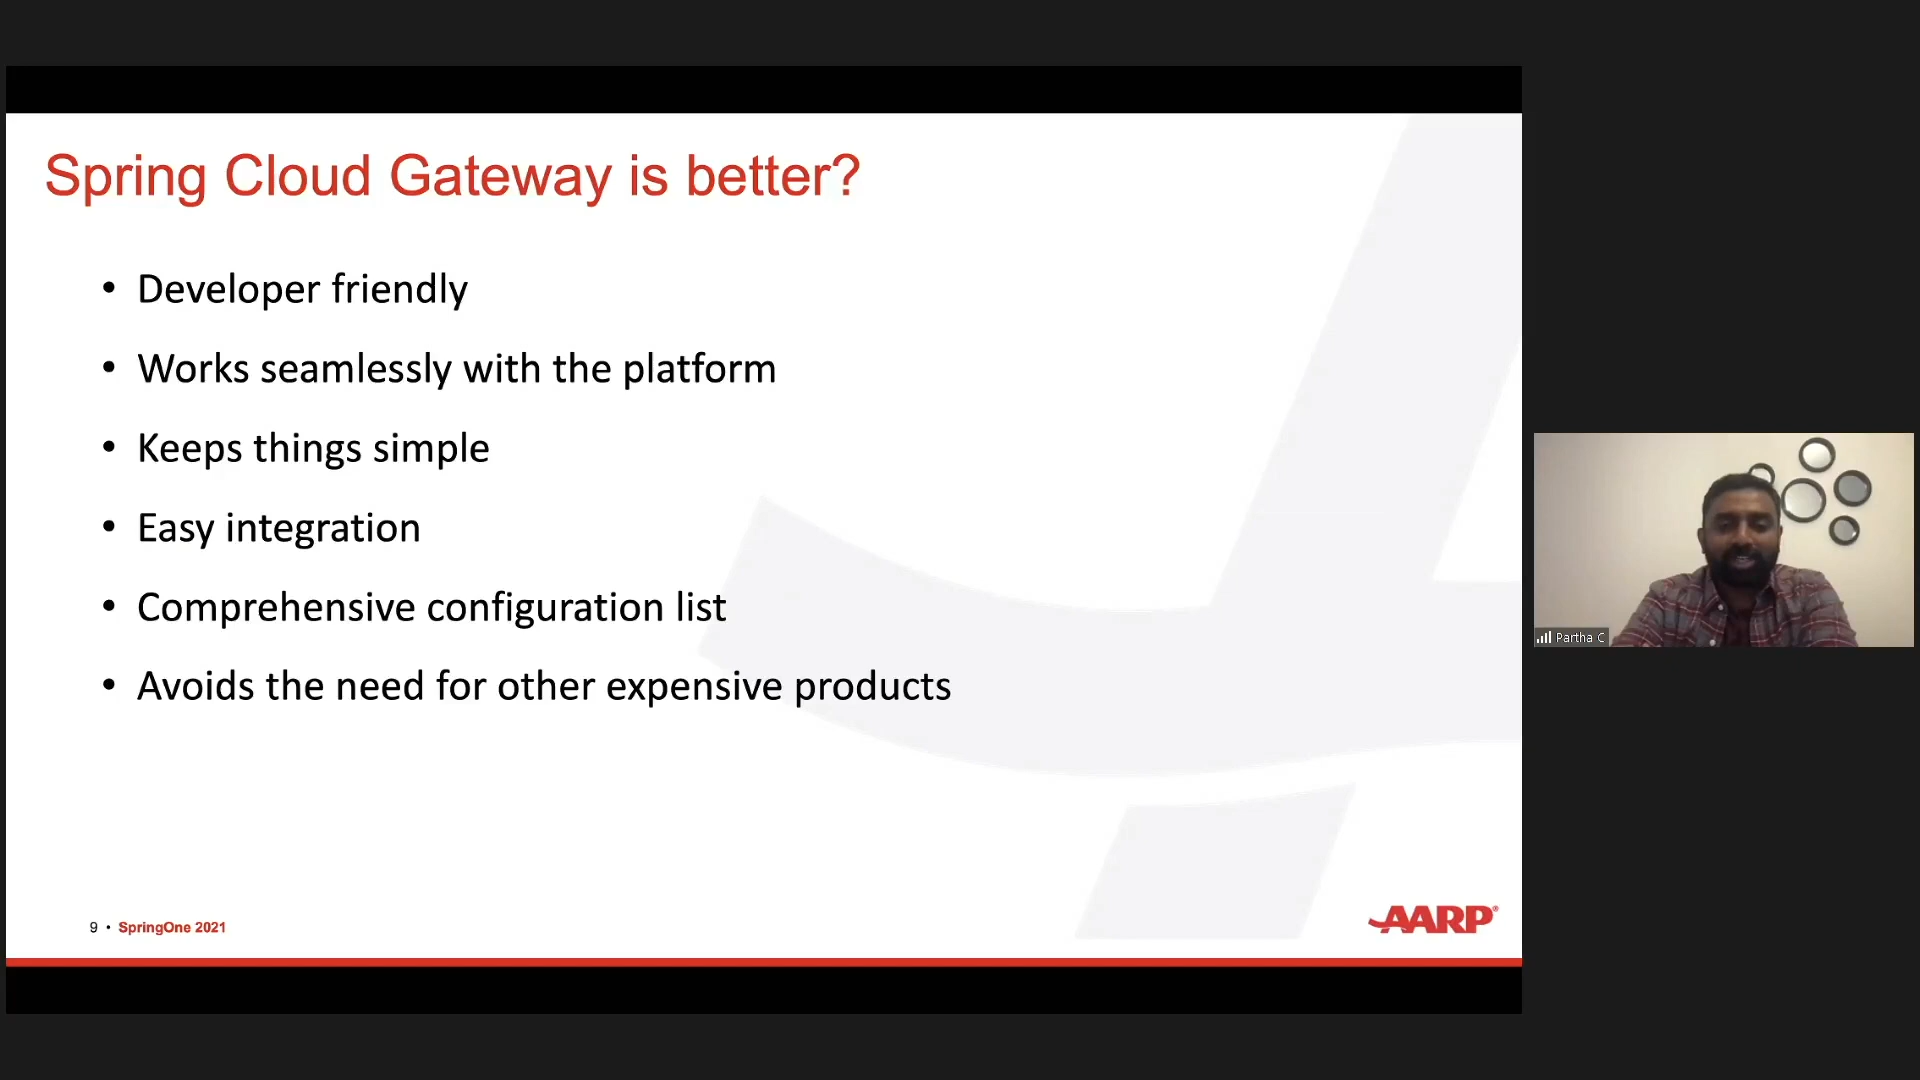 Spring Cloud Gateway is better?
• Developer friendly
• Works seamlessly with the platform
• Keeps things simple
• Easy integration
• Comprehensive configuration list
• Avoids the need for other expensive products
9 • SpringOne 2021
AARP®
Partha C